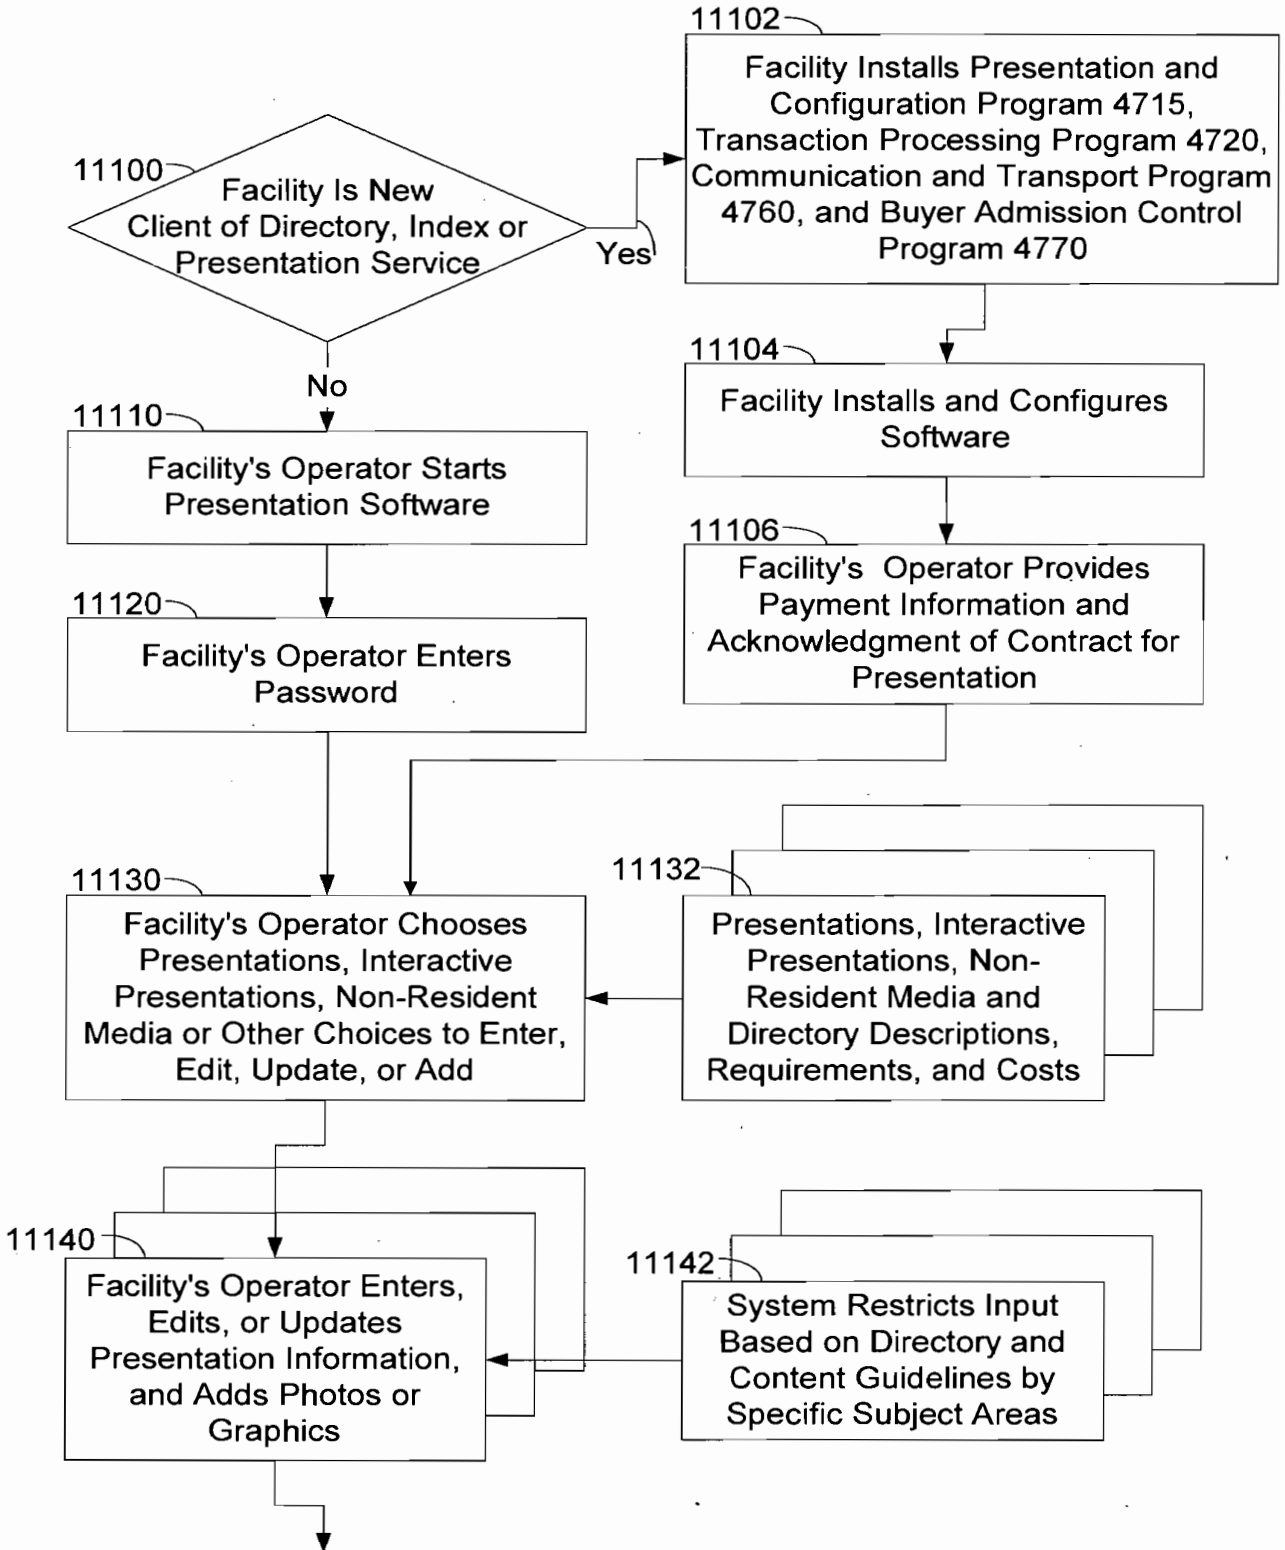 11102
Facility Installs Presentation and
Configuration Program 4715,
Transaction Processing Program 4720,
Communication and Transport Program
4760, and Buyer Admission Control
Program 4770
11100
Facility Is New
Client of Directory, Index or
Presentation Service
Yes
No
11104
Facility Installs and Configures
Software
11110
Facility's Operator Starts
Presentation Software
11106
Facility's Operator Provides
Payment Information and
Acknowledgment of Contract for
Presentation
11120
Facility's Operator Enters
Password
11130
Facility's Operator Chooses
Presentations, Interactive
Presentations, Non-Resident
Media or Other Choices to Enter,
Edit, Update, or Add
11132
Presentations, Interactive
Presentations, Non-
Resident Media and
Directory Descriptions,
Requirements, and Costs
11140
Facility's Operator Enters,
Edits, or Updates
Presentation Information,
and Adds Photos or
Graphics
11142
System Restricts Input
Based on Directory and
Content Guidelines by
Specific Subject Areas